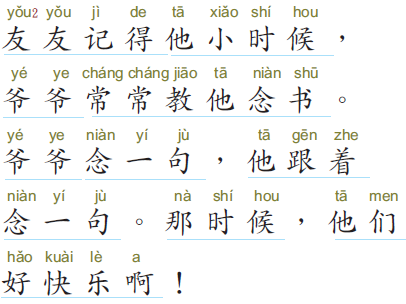 yǒu2 yǒu jì de tā xiǎo shí hou
友友记得他小时候，
yé ye cháng cháng jiāo tā niàn shū
爷爷常常教他念书。
yé ye niàn yí jù tā gēn zhe
爷爷念一句，他跟着
niàn yí jù nà shí hou tā men
念一句。那时候，他们
hǎo kuài lè a
好快乐啊！